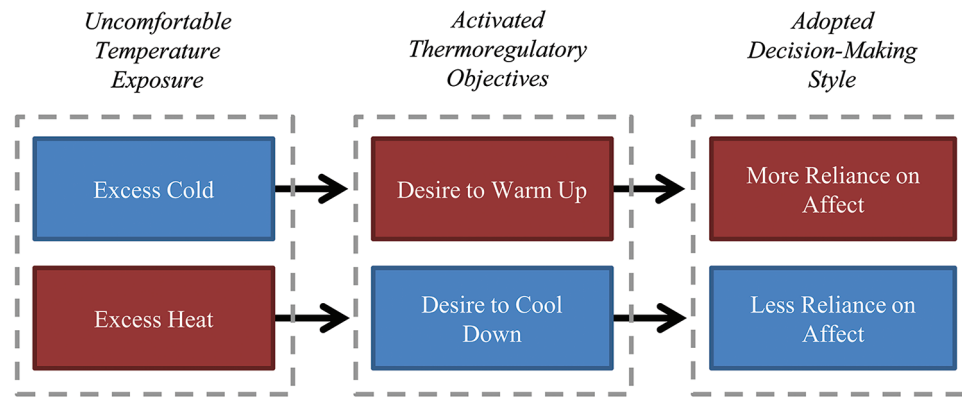 Uncomfortable
Temperature
Exposure
Activated
Thermoregulatory
Objectives
Adopted
Decision-Making
Style
Excess Cold
Desire to Warm Up
More Reliance on
Affect
Excess Heat
Desire to Cool
Down
Less Reliance on
Affect